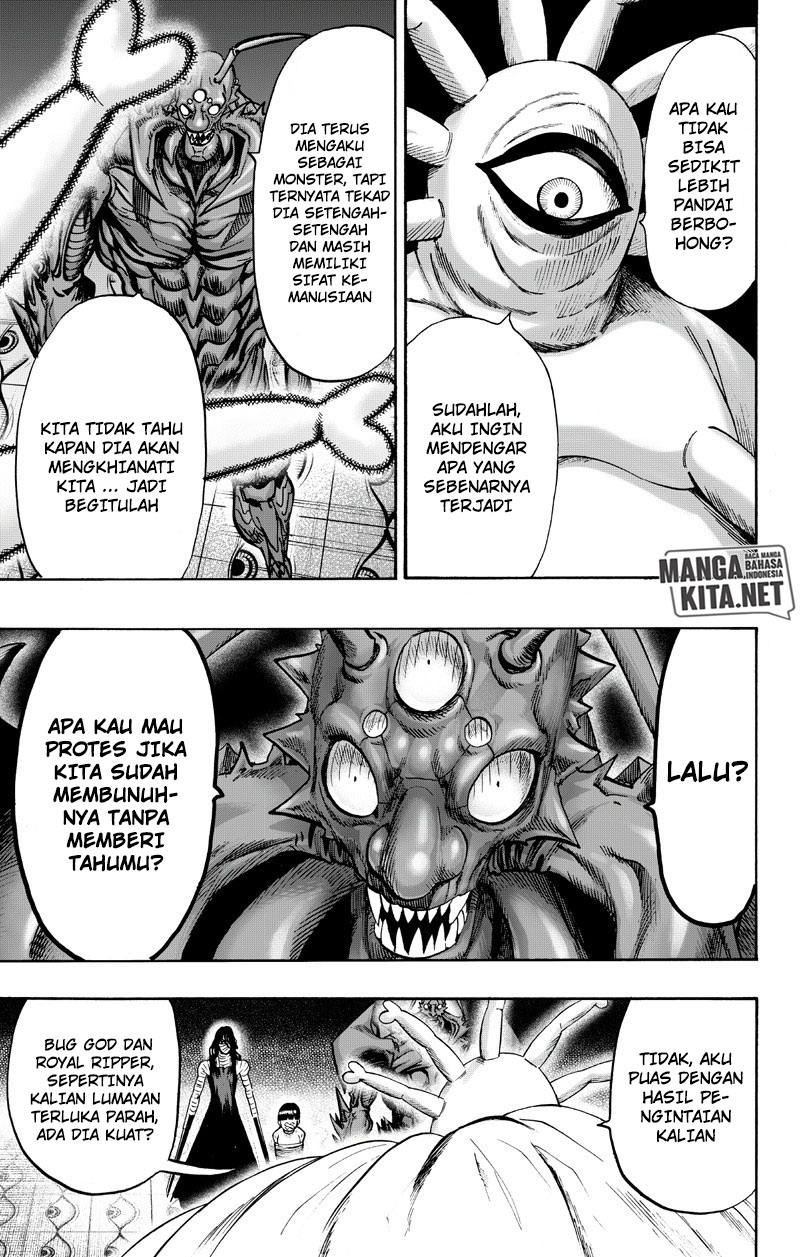 APA KAU
TIDAK
BISA
SEDIKIT
LEBIH
PANDAI
BERBO-
HONG?
SUDAHLAH,
AKU INGIN
MENDENGAR
APA YANG
SEBENARNYA
TERJADI
DIA TERUS
MENGAKU
SEBAGAI
MONSTER, TAPI
TERNYATA TEKAD
DIA SETENGAH-
SETENGAH
DAN MASIH
MEMILIKI
SIFAT KE-
MANUSIAAN
KITA TIDAK TAHU
KAPAN DIA AKAN
MENGKHIANATI
KITA ... JADI
BEGITULAH
MANGA
KITA.NET
BACA MANGA
BAHASA
INDONESIA
LALU?
APA KAU MAU
PROTES JIKA
KITA SUDAH
MEMBUNUH-
NYA TANPA
MEMBERI
TAHUMU?
TIDAK, AKU
PUAS DENGAN
HASIL PE-
NGINTAIAN
KALIAN
BUG GOD DAN
ROYAL RIPPER,
SEPERTINYA
KALIAN LUMAYAN
TERLUKA PARAH,
ADA DIA KUAT?